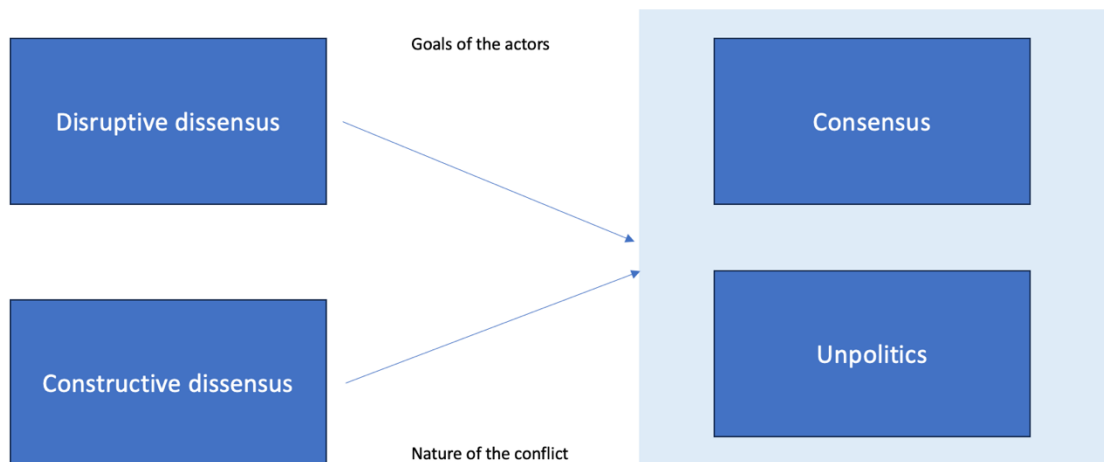 Goals of the actors
Disruptive dissensus
Consensus
Constructive dissensus
Unpolitics
Nature of the conflict